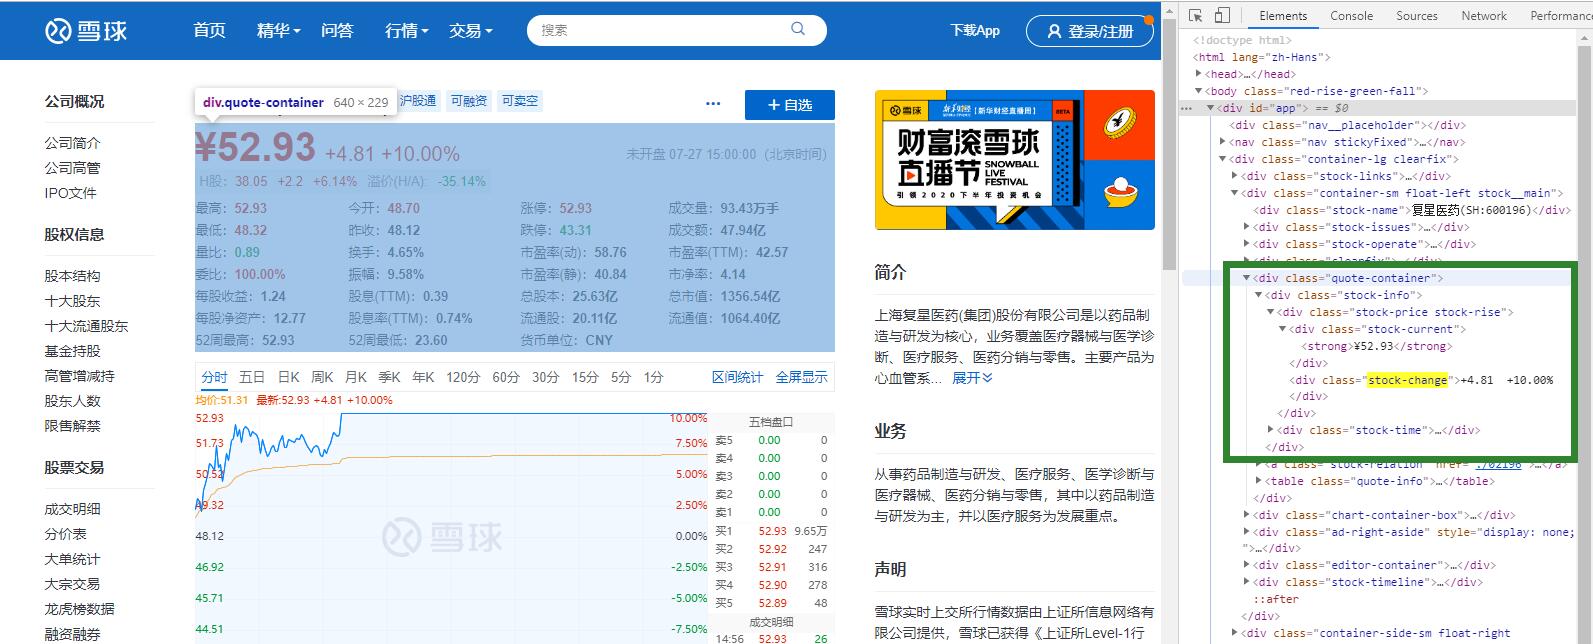 雪球
首页
精华
问答
行情
交易
搜索
下载App
登录/注册
公司概况
公司简介
公司高管
IPO文件
股权信息
股本结构
十大股东
十大流通股东
基金持股
高管增减持
股东人数
限售解禁
股票交易
成交明细
分价表
大单统计
大宗交易
龙虎榜数据
融资融券
div.quote-container 640 × 229
沪股通 可融资 可卖空
··· + 自选
¥52.93 +4.81 +10.00%
未开盘 07-27 15:00:00 (北京时间)
H股: 38.05 +2.2 +6.14% 溢价(H/A): -35.14%
最高: 52.93 今开: 48.70 涨停: 52.93 成交量: 93.43万手
最低: 48.32 昨收: 48.12 跌停: 43.31 成交额: 47.94亿
量比: 0.89 换手: 4.65% 市盈率(动): 58.76 市盈率(TTM): 42.57
委比: 100.00% 振幅: 9.58% 市盈率(静): 40.84 市净率: 4.14
每股收益: 1.24 股息(TTM): 0.39 总股本: 25.63亿 总市值: 1356.54亿
每股净资产: 12.77 股息率(TTM): 0.74% 流通股: 20.11亿 流通值: 1064.40亿
52周最高: 52.93 52周最低: 23.60 货币单位: CNY
分时 五日 日K 周K 月K 季K 年K 120分 60分 30分 15分 5分 1分 区间统计 全屏显示
均价:51.31 最新:52.93 +4.81 +10.00%
52.93 10.00%
51.73 7.50%
50.52 5.00%
49.32 2.50%
48.12 0.00%
46.92 -2.50%
45.71 -5.00%
44.51 -7.50%
雪球
五档盘口
卖5 0.00 0
卖4 0.00 0
卖3 0.00 0
卖2 0.00 0
卖1 0.00 0
买1 52.93 9.65万
买2 52.92 247
买3 52.91 316
买4 52.90 278
买5 52.89 48
成交明细
14:56 52.93 26
雪球 【新华财经直播周】 BETA
财富滚雪球
直播节 SNOWBALL
LIVE
FESTIVAL
引领2020下半年投资机会
简介
上海复星医药(集团)股份有限公司是以药品制
造与研发为核心，业务覆盖医疗器械与医学诊
断、医疗服务、医药分销与零售。主要产品为
心血管系... 展开
业务
从事药品制造与研发、医疗服务、医学诊断与
医疗器械、医药分销与零售，其中以药品制造
与研发为主，并以医疗服务为发展重点。
声明
雪球实时上交所行情数据由上证所信息网络有
限公司提供，雪球已获得《上证所Level-1行
Elements Console Sources Network Performanc
<!doctype html>
<html lang="zh-Hans">
<head>…</head>
<body class="red-rise-green-fall">
··· <div id="app"> == $0
<div class="nav__placeholder"></div>
<nav class="nav stickyFixed">…</nav>
<div class="container-lg clearfix">
<div class="stock-links">…</div>
<div class="container-sm float-left stock__main">
<div class="stock-name">复星医药(SH:600196)</div>
<div class="stock-issues">…</div>
<div class="stock-operate">…</div>
<div class="quote-container">
<div class="stock-info">
<div class="stock-price stock-rise">
<div class="stock-current">
<strong>¥52.93</strong>
</div>
<div class="stock-change">+4.81 +10.00%
</div>
</div>
<div class="stock-time">…</div>
</div>
<a class="stock-relation" href="./02196">…</a>
<table class="quote-info">…</table>
</div>
<div class="chart-container-box">…</div>
<div class="ad-right-aside" style="display: none;
">…</div>
<div class="editor-container">…</div>
<div class="stock-timeline">…</div>
::after
</div>
<div class="container-side-sm float-right